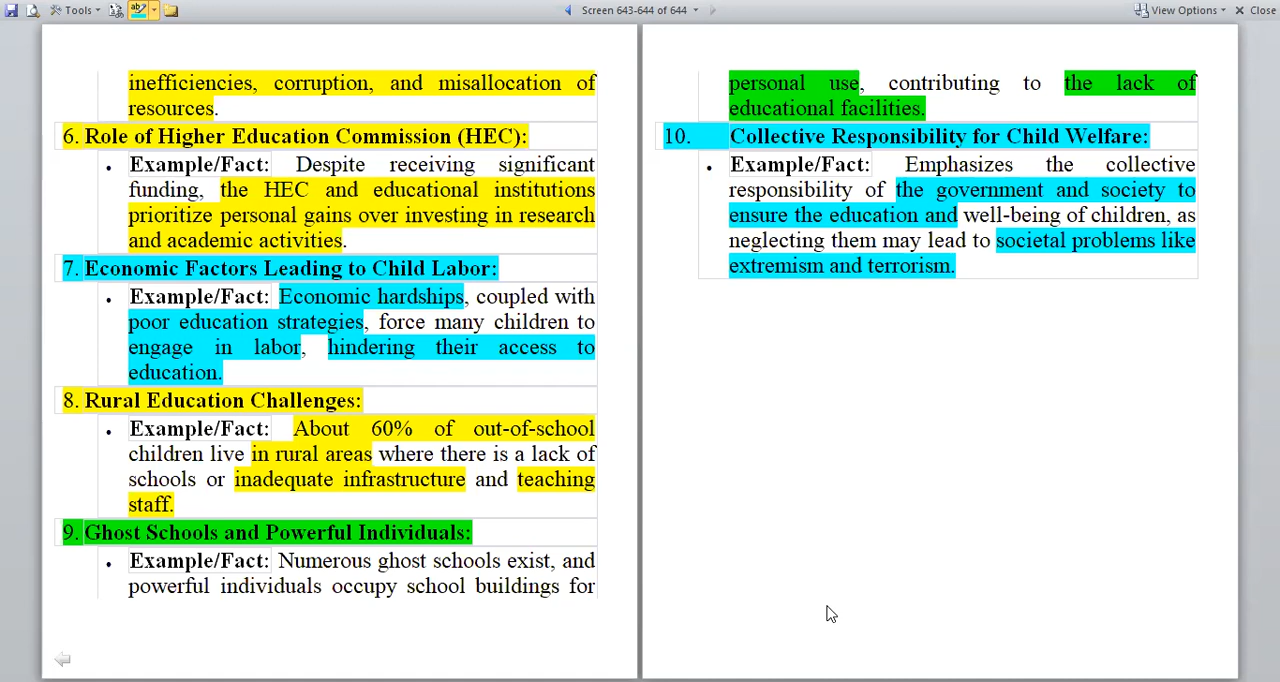 Tools
Screen 643-644 of 644
View Options
Close
inefficiencies, corruption, and misallocation of
resources.
6. Role of Higher Education Commission (HEC):
• Example/Fact: Despite receiving significant
funding, the HEC and educational institutions
prioritize personal gains over investing in research
and academic activities.
7. Economic Factors Leading to Child Labor:
• Example/Fact: Economic hardships, coupled with
poor education strategies, force many children to
engage in labor, hindering their access to
education.
8. Rural Education Challenges:
• Example/Fact: About 60% of out-of-school
children live in rural areas where there is a lack of
schools or inadequate infrastructure and teaching
staff.
9. Ghost Schools and Powerful Individuals:
• Example/Fact: Numerous ghost schools exist, and
powerful individuals occupy school buildings for
personal use, contributing to the lack of
educational facilities.
10. Collective Responsibility for Child Welfare:
• Example/Fact: Emphasizes the collective
responsibility of the government and society to
ensure the education and well-being of children, as
neglecting them may lead to societal problems like
extremism and terrorism.